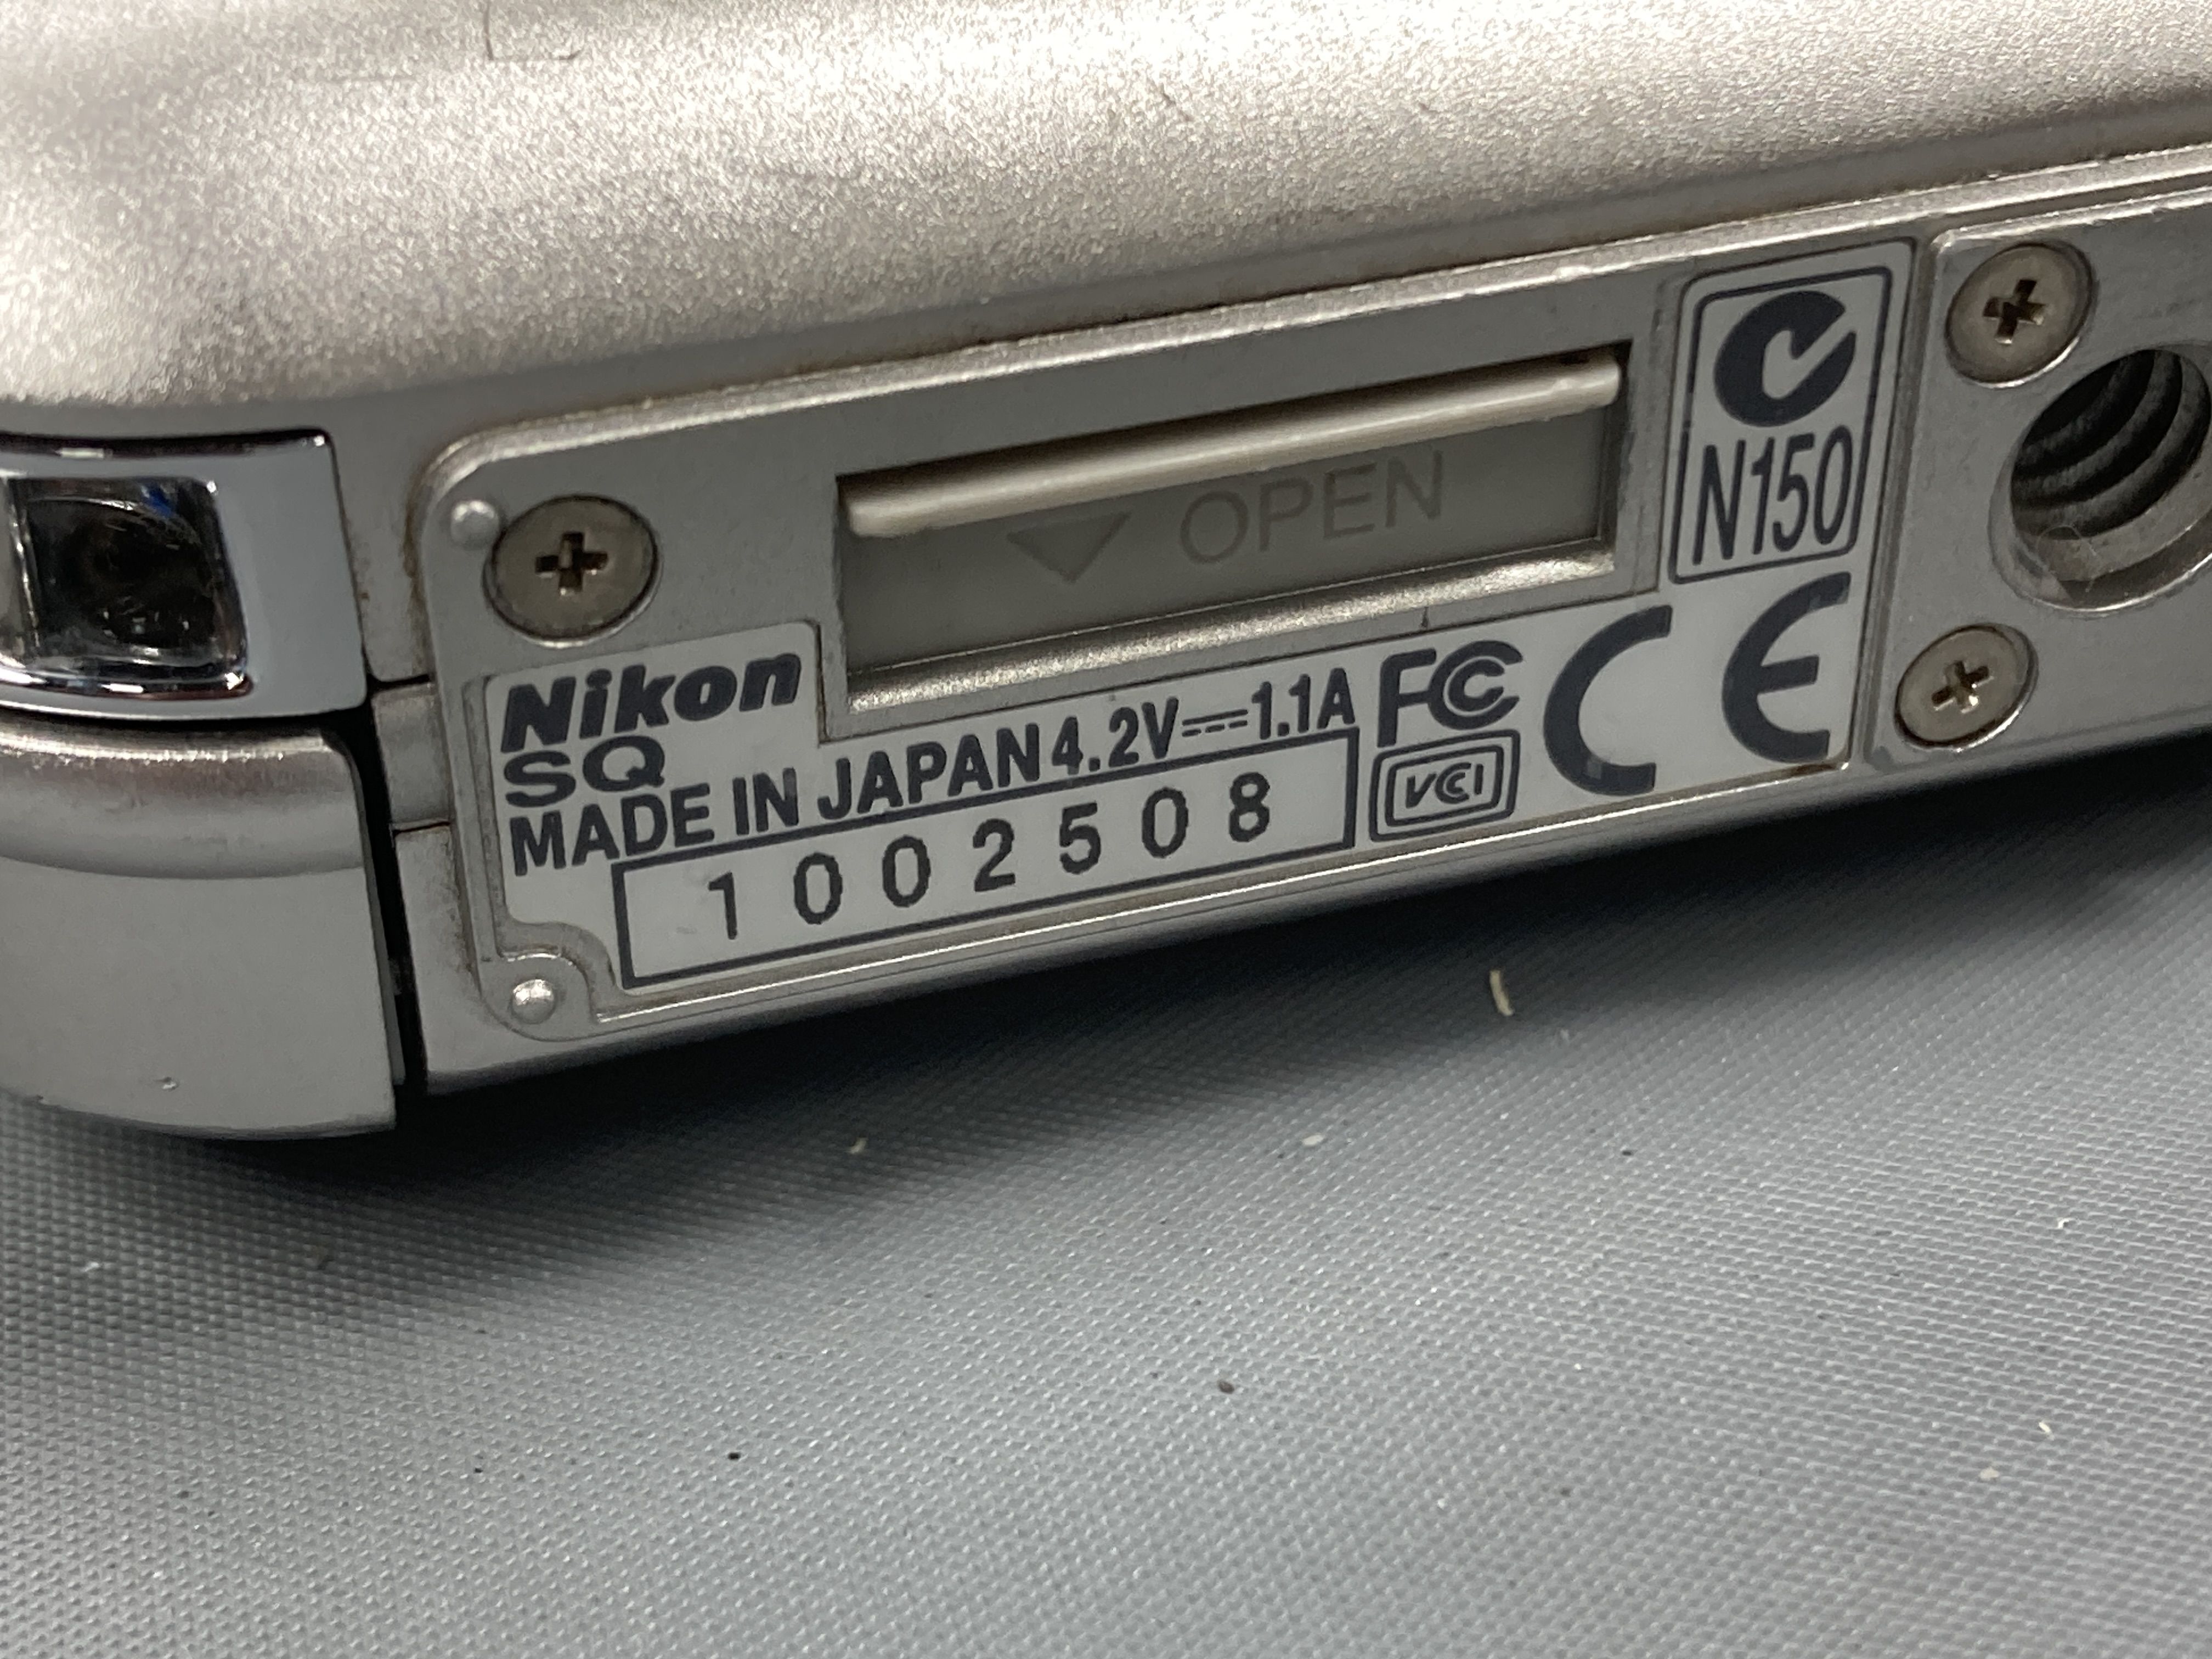 OPEN
N150
Nikon
SQ
MADE IN JAPAN 4.2V⎓1.1A FC CE
VCI
1002508